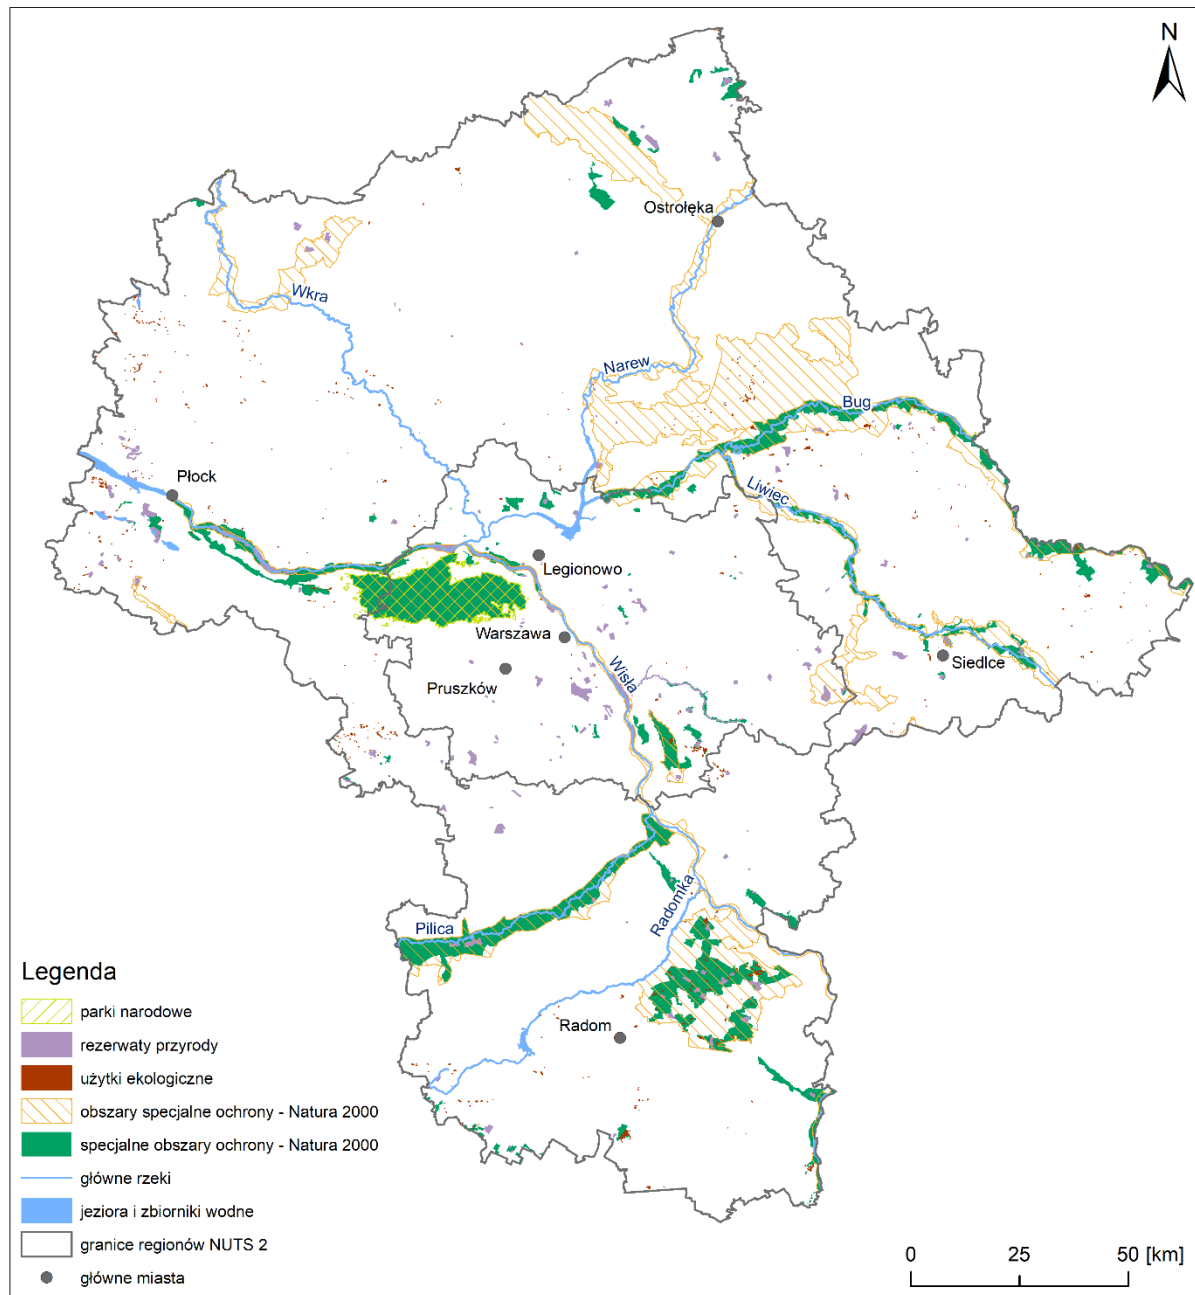 N
Ostrołęka
Wkra
Narew
Bug
Płock
Liwiec
Legionowo
Warszawa
Wisła
Siedlce
Pruszków
Radomka
Pilica
Radom
Legenda
parki narodowe
rezerwaty przyrody
użytki ekologiczne
obszary specjalne ochrony - Natura 2000
specjalne obszary ochrony - Natura 2000
główne rzeki
jeziora i zbiorniki wodne
granice regionów NUTS 2
główne miasta
0 25 50 [km]